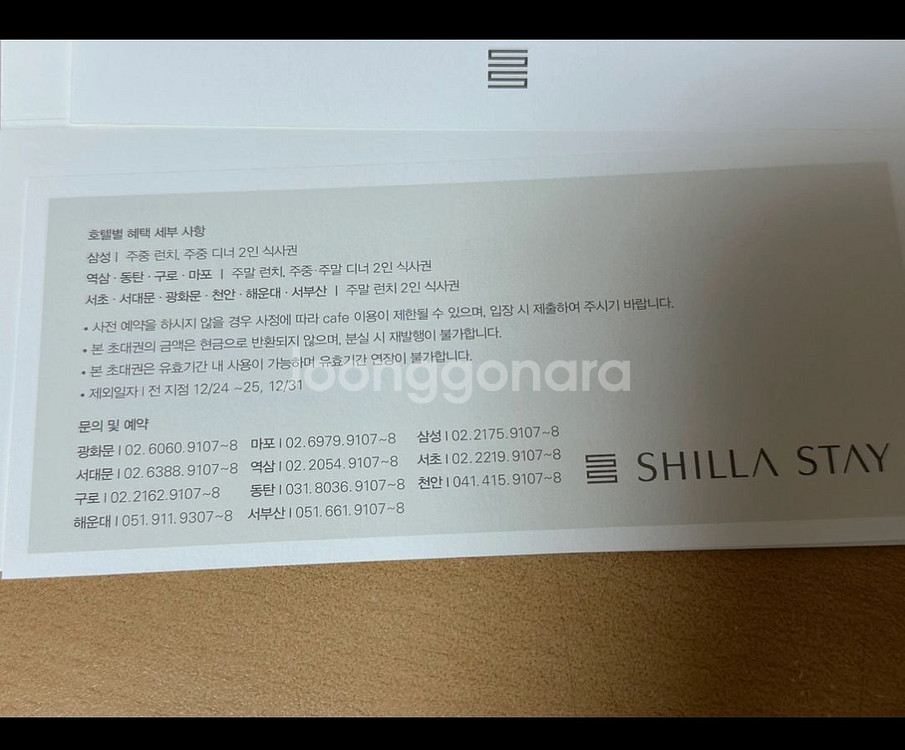 호텔별 혜택 세부 사항
삼성 | 주중 런치, 주중 디너 2인 식사권
역삼 · 동탄 · 구로 · 마포 | 주말 런치, 주중·주말 디너 2인 식사권
서초 · 서대문 · 광화문 · 천안 · 해운대 · 서부산 | 주말 런치 2인 식사권
• 사전 예약을 하시지 않을 경우 사정에 따라 cafe 이용이 제한될 수 있으며, 입장 시 제출하여 주시기 바랍니다.
• 본 초대권의 금액은 현금으로 반환되지 않으며, 분실 시 재발행이 불가합니다.
• 본 초대권은 유효기간 내 사용이 가능하며 유효기간 연장이 불가합니다.
• 제외일자 | 전 지점 12/24 ~25, 12/31
joonggonara
문의 및 예약
광화문 | 02. 6060. 9107~8 마포 | 02. 6979. 9107~8 삼성 | 02. 2175. 9107~8
서대문 | 02. 6388. 9107~8 역삼 | 02. 2054. 9107~8 서초 | 02. 2219. 9107~8
구로 | 02. 2162. 9107~8 동탄 | 031. 8036. 9107~8 천안 | 041. 415. 9107~8
해운대 | 051. 911. 9307~8 서부산 | 051. 661. 9107~8
SHILLA STAY